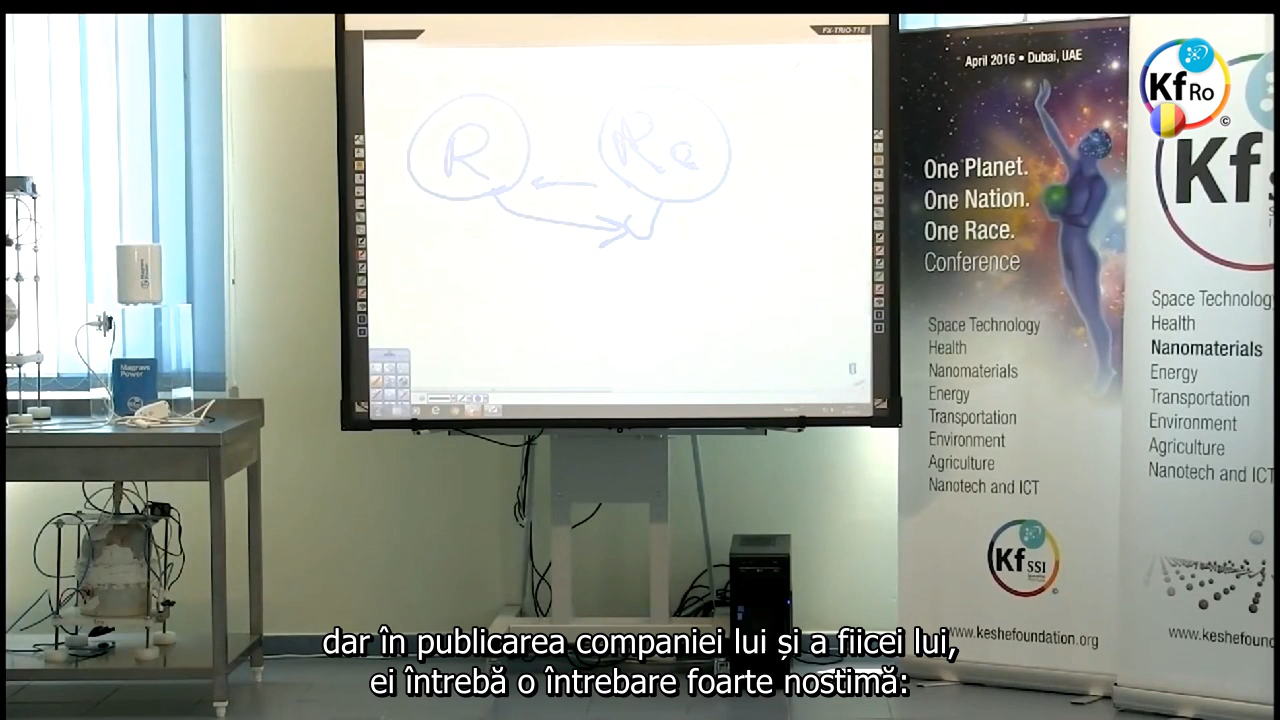 FX-TRIO-77E
R
Re
Magravs
Power
April 2016 • Dubai, UAE
One Planet.
One Nation.
One Race.
Conference
Space Technology
Health
Nanomaterials
Energy
Transportation
Environment
Agriculture
Nanotech and ICT
Kf SSI
www.keshefoundation.org
Kf Ro
©
Kf
Space Technology
Health
Nanomaterials
Energy
Transportation
Environment
Agriculture
Nanotech and ICT
www.keshefound
dar în publicarea companiei lui și a fiicei lui,
ei întrebă o întrebare foarte nostimă: